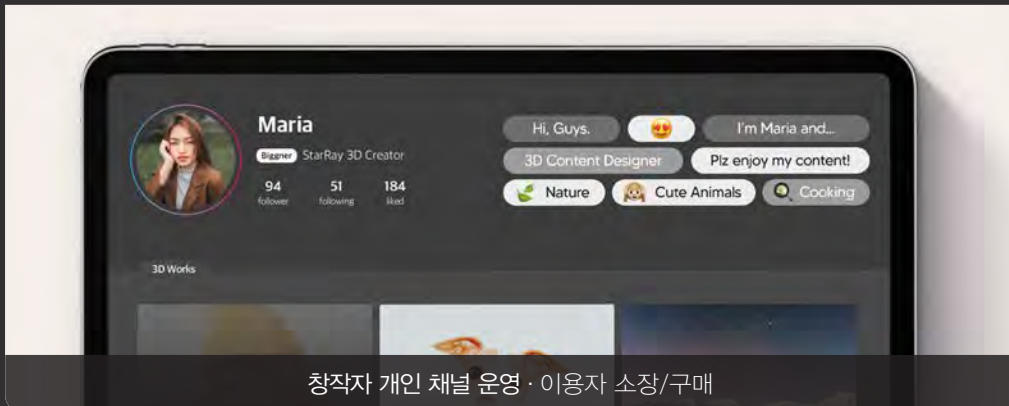 Maria
Biggner StarRay 3D Creator
94 51 184
follower following liked
Hi, Guys. I'm Maria and...
3D Content Designer Plz enjoy my content!
Nature Cute Animals Cooking
3D Works
창작자 개인 채널 운영 · 이용자 소장/구매